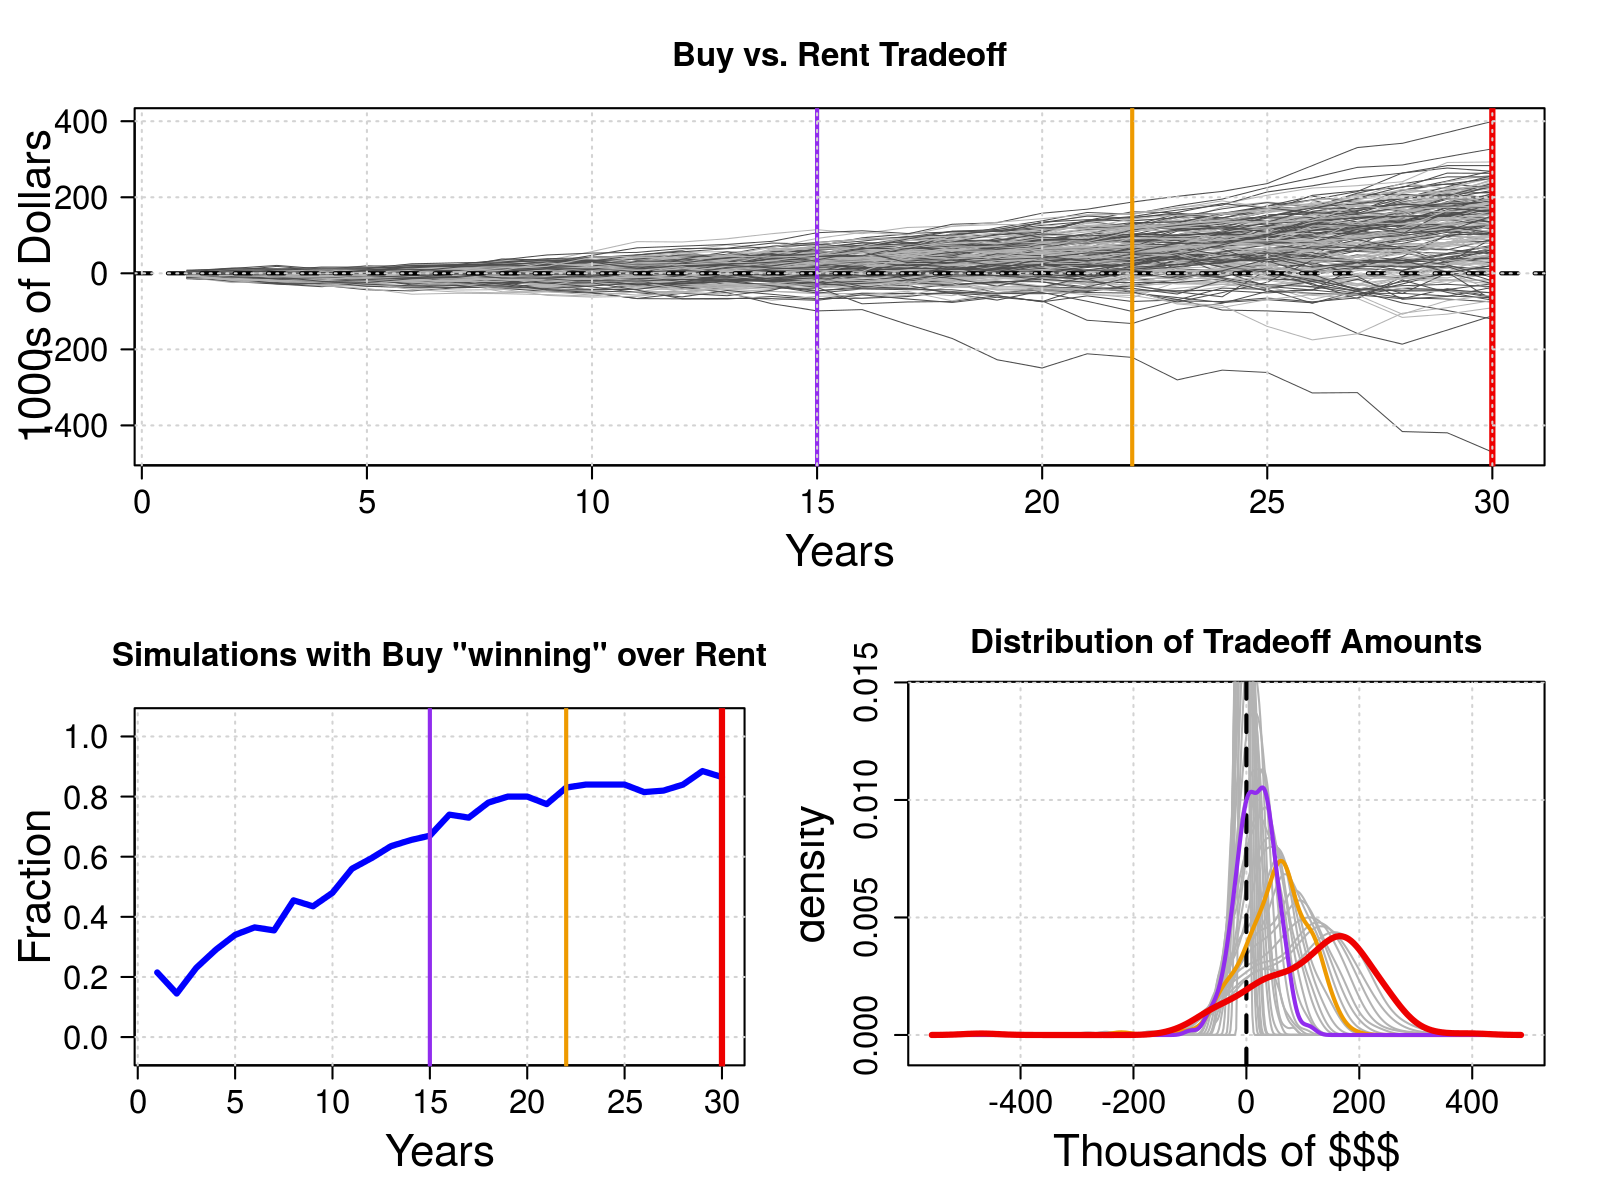 Buy vs. Rent Tradeoff
1000s of Dollars
400
200
0
-200
-400
0 5 10 15 20 25 30
Years
Simulations with Buy "winning" over Rent
Fraction
1.0
0.8
0.6
0.4
0.2
0.0
0 5 10 15 20 25 30
Years
Distribution of Tradeoff Amounts
density
0.015
0.010
0.005
0.000
-400 -200 0 200 400
Thousands of $$$